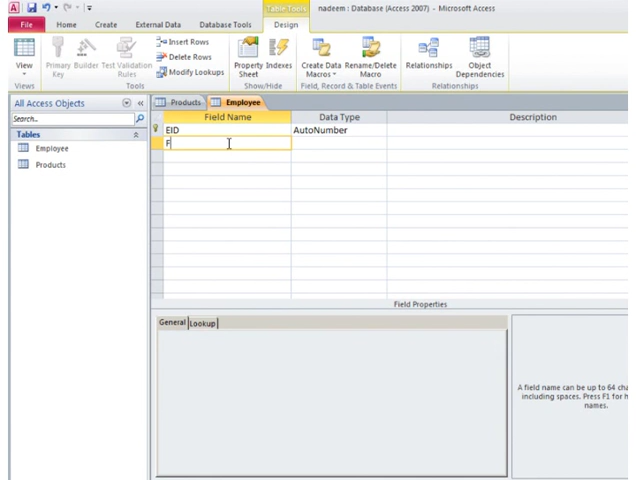 Table Tools
nadeem : Database (Access 2007) - Microsoft Access
File Home Create External Data Database Tools Design
View
Primary Key
Builder
Test Validation Rules
Insert Rows
Delete Rows
Modify Lookups
Property Sheet
Indexes
Create Data Macros
Rename/Delete Macro
Relationships
Object Dependencies
Views Tools Show/Hide Field, Record & Table Events Relationships
All Access Objects
Search...
Tables
Employee
Products
Products Employee
Field Name Data Type Description
EID AutoNumber
F
Field Properties
General Lookup
A field name can be up to 64 cha
including spaces. Press F1 for h
names.